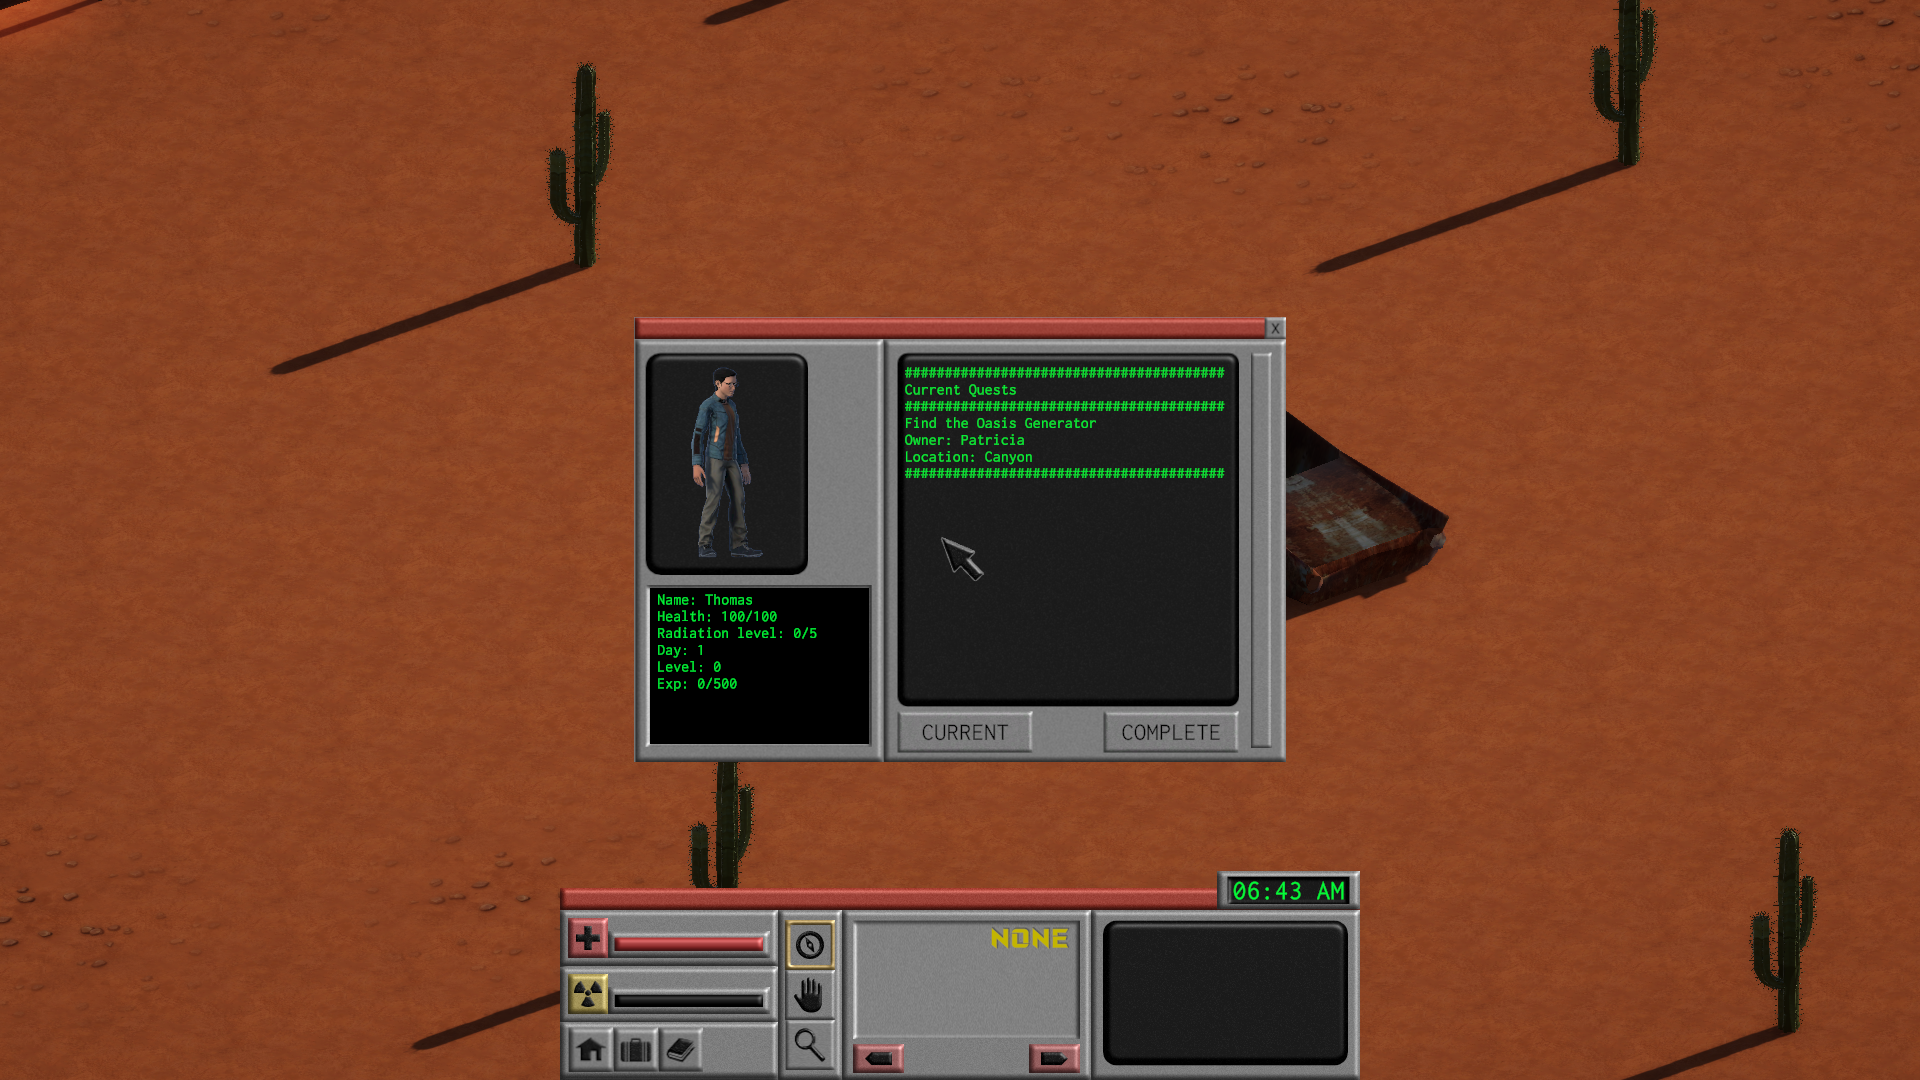 X
########################################
Current Quests
########################################
Find the Oasis Generator
Owner: Patricia
Location: Canyon
########################################
Name: Thomas
Health: 100/100
Radiation level: 0/5
Day: 1
Level: 0
Exp: 0/500
CURRENT
COMPLETE
06:43 AM
NONE